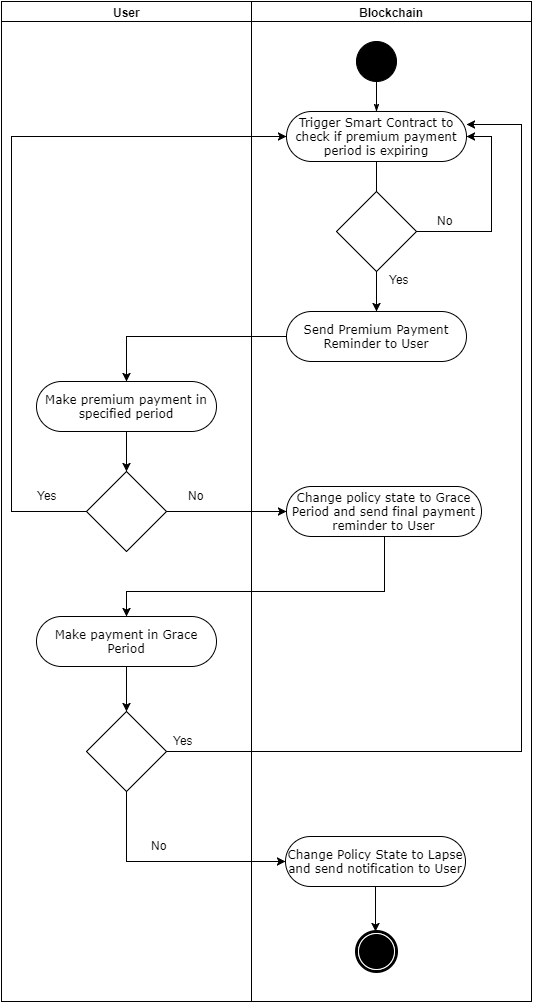 User
Blockchain
Trigger Smart Contract to
check if premium payment
period is expiring
No
Yes
Send Premium Payment
Reminder to User
Make premium payment in
specified period
Yes
No
Change policy state to Grace
Period and send final payment
reminder to User
Make payment in Grace
Period
Yes
No
Change Policy State to Lapse
and send notification to User